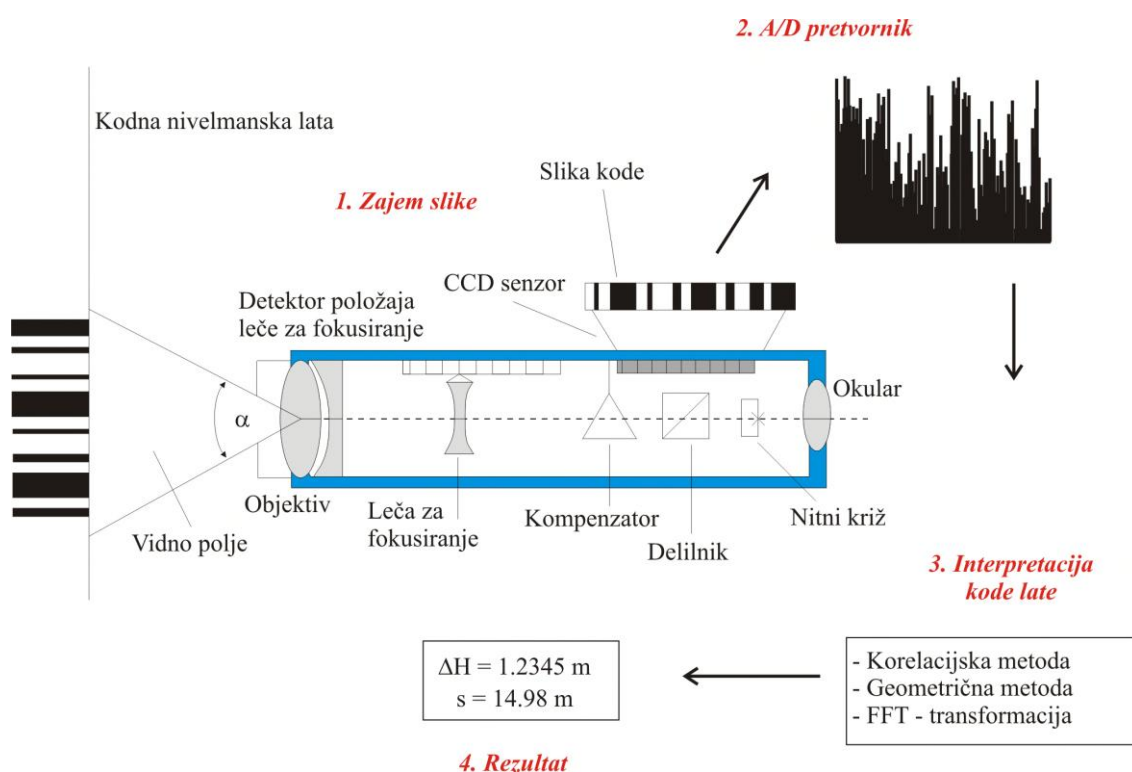 2. A/D pretvornik
Kodna nivelmanska lata
Slika kode
1. Zajem slike
CCD senzor
Detektor položaja
leče za fokusiranje
Okular
α
Objektiv
Leča za
fokusiranje
Kompenzator
Nitni križ
Vidno polje
Delilnik
3. Interpretacija
kode late
ΔH = 1.2345 m
s = 14.98 m
- Korelacijska metoda
- Geometrična metoda
- FFT - transformacija
4. Rezultat